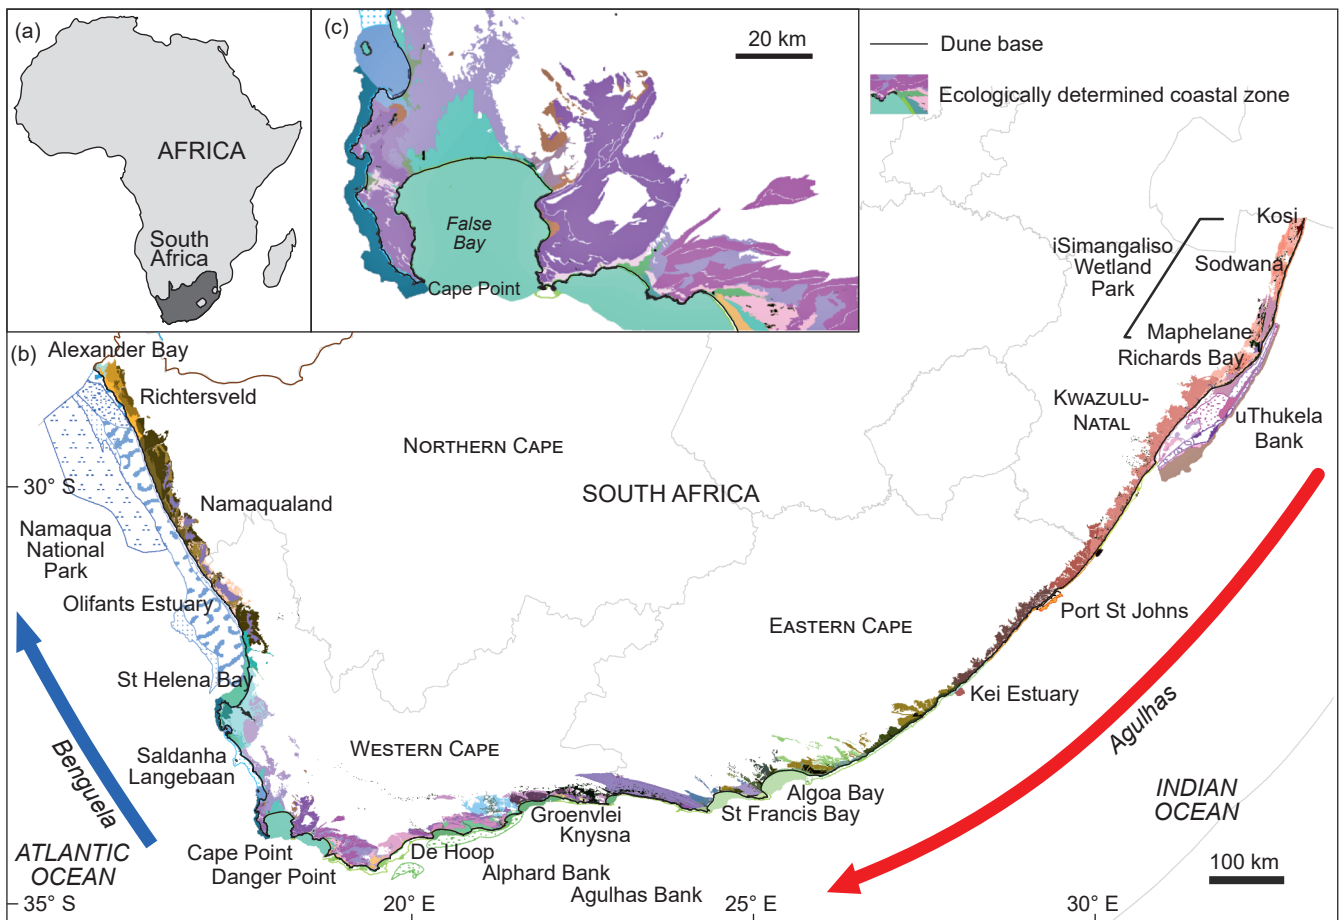 (a)
AFRICA
South
Africa
(c)
20 km
False
Bay
Cape Point
Dune base
Ecologically determined coastal zone
(b)
Alexander Bay
Richtersveld
NORTHERN CAPE
30° S
Namaqualand
SOUTH AFRICA
Namaqua
National
Park
Olifants Estuary
EASTERN CAPE
St Helena Bay
Benguela
Saldanha
Langebaan
WESTERN CAPE
Kosi
iSimangaliso
Wetland
Park
Sodwana
Maphelane
Richards Bay
KWAZULU-
NATAL
uThukela
Bank
Port St Johns
Kei Estuary
Agulhas
Algoa Bay
St Francis Bay
Groenvlei
Knysna
INDIAN
OCEAN
ATLANTIC
OCEAN
Cape Point
Danger Point
De Hoop
Alphard Bank
Agulhas Bank
100 km
35° S
20° E
25° E
30° E